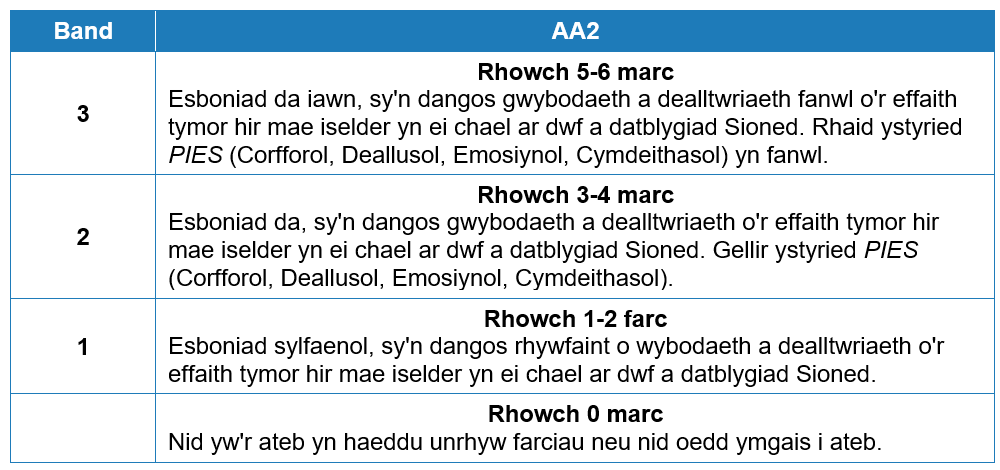 Band
AA2
3
Rhowch 5-6 marc
Esboniad da iawn, sy'n dangos gwybodaeth a dealltwriaeth fanwl o'r effaith
tymor hir mae iselder yn ei chael ar dwf a datblygiad Sioned. Rhaid ystyried
PIES (Corfforol, Deallusol, Emosiynol, Cymdeithasol) yn fanwl.
2
Rhowch 3-4 marc
Esboniad da, sy'n dangos gwybodaeth a dealltwriaeth o'r effaith tymor hir
mae iselder yn ei chael ar dwf a datblygiad Sioned. Gellir ystyried PIES
(Corfforol, Deallusol, Emosiynol, Cymdeithasol).
1
Rhowch 1-2 farc
Esboniad sylfaenol, sy'n dangos rhywfaint o wybodaeth a dealltwriaeth o'r
effaith tymor hir mae iselder yn ei chael ar dwf a datblygiad Sioned.
Rhowch 0 marc
Nid yw'r ateb yn haeddu unrhyw farciau neu nid oedd ymgais i ateb.